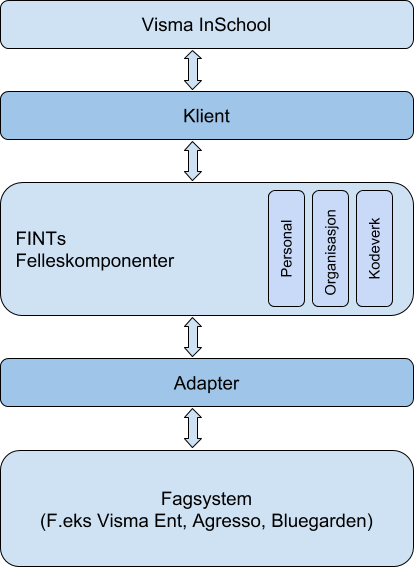 Visma InSchool
Klient
FINTs
Felleskomponenter
Personal
Organisasjon
Kodeverk
Adapter
Fagsystem
(F.eks Visma Ent, Agresso, Bluegarden)